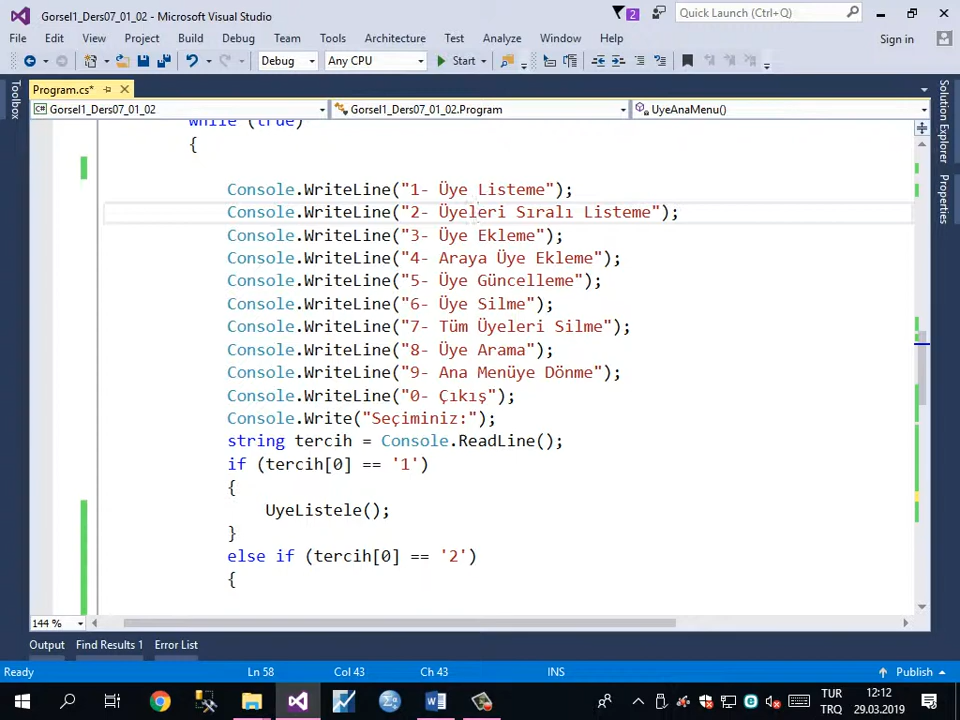 Gorsel1_Ders07_01_02 - Microsoft Visual Studio
2
Quick Launch (Ctrl+Q)
File Edit View Project Build Debug Team Tools Architecture Test Analyze Window Help
Sign in
Debug Any CPU Start
Toolbox
Program.cs*
Solution Explorer
Properties
Gorsel1_Ders07_01_02 Gorsel1_Ders07_01_02.Program UyeAnaMenu()
while (true)
{
Console.WriteLine("1- Üye Listeme");
Console.WriteLine("2- Üyeleri Sıralı Listeme");
Console.WriteLine("3- Üye Ekleme");
Console.WriteLine("4- Araya Üye Ekleme");
Console.WriteLine("5- Üye Güncelleme");
Console.WriteLine("6- Üye Silme");
Console.WriteLine("7- Tüm Üyeleri Silme");
Console.WriteLine("8- Üye Arama");
Console.WriteLine("9- Ana Menüye Dönme");
Console.WriteLine("0- Çıkış");
Console.Write("Seçiminiz:");
string tercih = Console.ReadLine();
if (tercih[0] == '1')
{
UyeListele();
}
else if (tercih[0] == '2')
{
144 %
Output Find Results 1 Error List
Ready Ln 58 Col 43 Ch 43 INS Publish
TUR 12:12
TRQ 29.03.2019